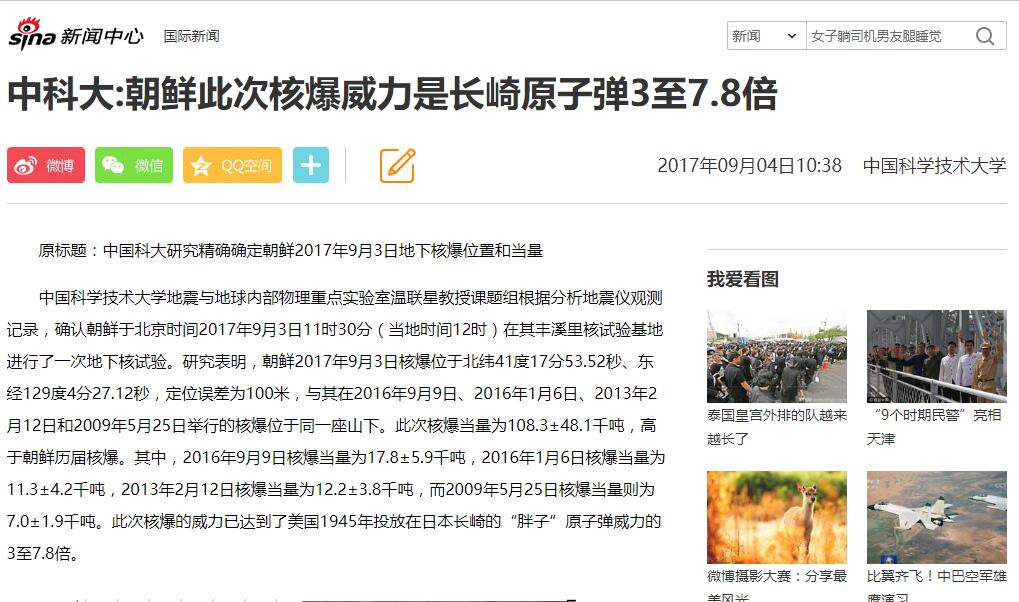 sina 新闻中心 国际新闻
新闻 女子躺司机男友腿睡觉
中科大:朝鲜此次核爆威力是长崎原子弹3至7.8倍
微博 微信 QQ空间
2017年09月04日10:38 中国科学技术大学
原标题：中国科大研究精确确定朝鲜2017年9月3日地下核爆位置和当量
中国科学技术大学地震与地球内部物理重点实验室温联星教授课题组根据分析地震仪观测
记录，确认朝鲜于北京时间2017年9月3日11时30分（当地时间12时）在其丰溪里核试验基地
进行了一次地下核试验。研究表明，朝鲜2017年9月3日核爆位于北纬41度17分53.52秒、东
经129度4分27.12秒，定位误差为100米，与其在2016年9月9日、2016年1月6日、2013年2
月12日和2009年5月25日举行的核爆位于同一座山下。此次核爆当量为108.3±48.1千吨，高
于朝鲜历届核爆。其中，2016年9月9日核爆当量为17.8±5.9千吨，2016年1月6日核爆当量为
11.3±4.2千吨，2013年2月12日核爆当量为12.2±3.8千吨，而2009年5月25日核爆当量则为
7.0±1.9千吨。此次核爆的威力已达到了美国1945年投放在日本长崎的“胖子”原子弹威力的
3至7.8倍。
我爱看图
泰国皇宫外排的队越来
越长了
“9个时期民警”亮相
天津
微博摄影大赛：分享最
美风光
比翼齐飞！中巴空军雄
鹰演习